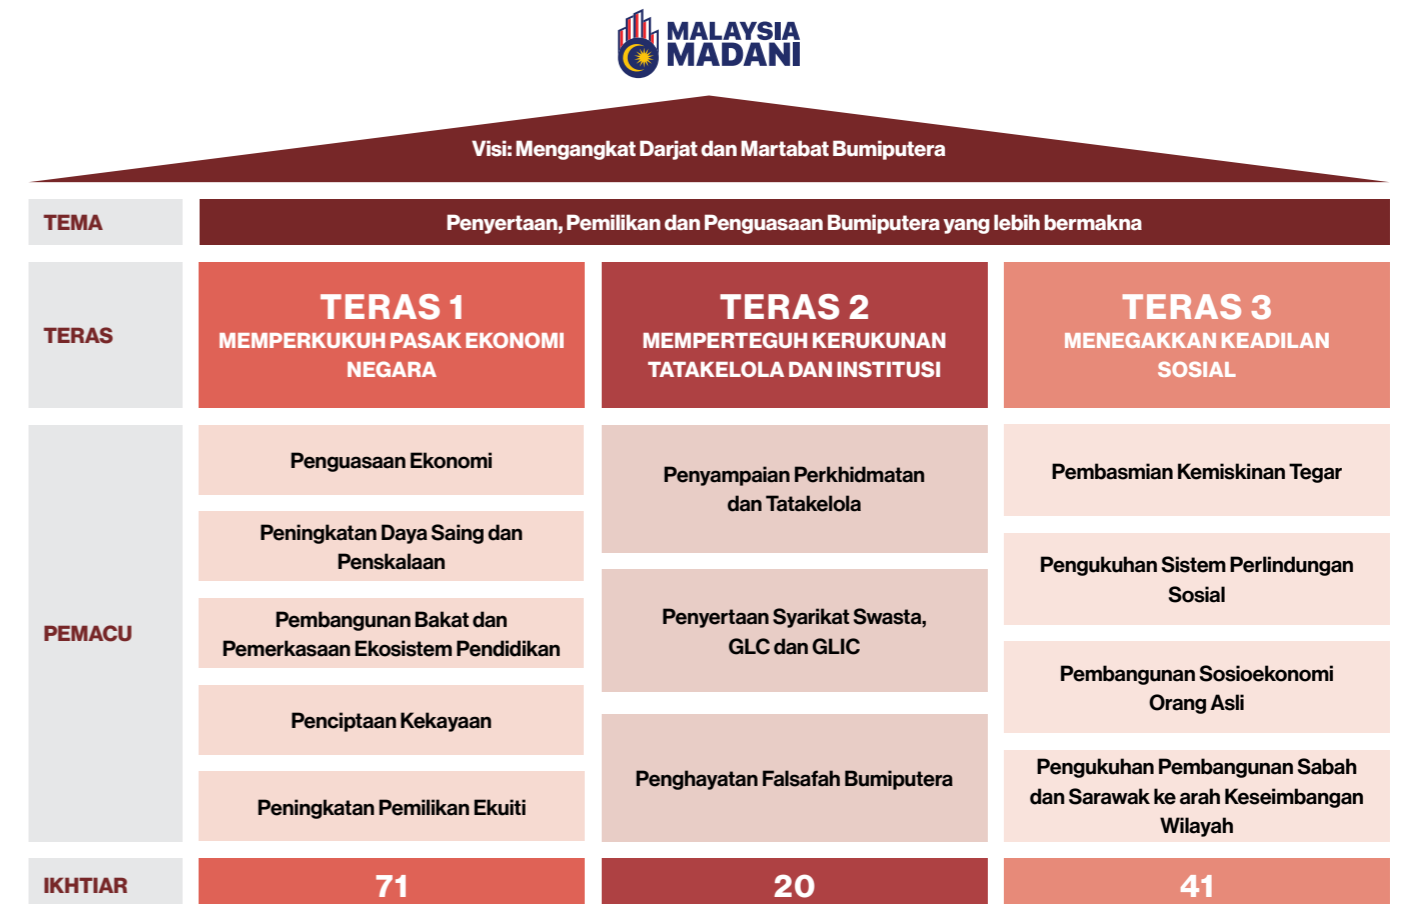 MALAYSIA
MADANI
Visi: Mengangkat Darjat dan Martabat Bumiputera
TEMA
Penyertaan, Pemilikan dan Penguasaan Bumiputera yang lebih bermakna
TERAS
TERAS 1
MEMPERKUKUH PASAK EKONOMI
NEGARA
TERAS 2
MEMPERTEGUH KERUKUNAN
TATAKELOLA DAN INSTITUSI
TERAS 3
MENEGAKKAN KEADILAN
SOSIAL
PEMACU
Penguasaan Ekonomi
Peningkatan Daya Saing dan
Penskalaan
Pembangunan Bakat dan
Pemerkasaan Ekosistem Pendidikan
Penciptaan Kekayaan
Peningkatan Pemilikan Ekuiti
Penyampaian Perkhidmatan
dan Tatakelola
Penyertaan Syarikat Swasta,
GLC dan GLIC
Penghayatan Falsafah Bumiputera
Pembasmian Kemiskinan Tegar
Pengukuhan Sistem Perlindungan
Sosial
Pembangunan Sosioekonomi
Orang Asli
Pengukuhan Pembangunan Sabah
dan Sarawak ke arah Keseimbangan
Wilayah
IKHTIAR
71
20
41